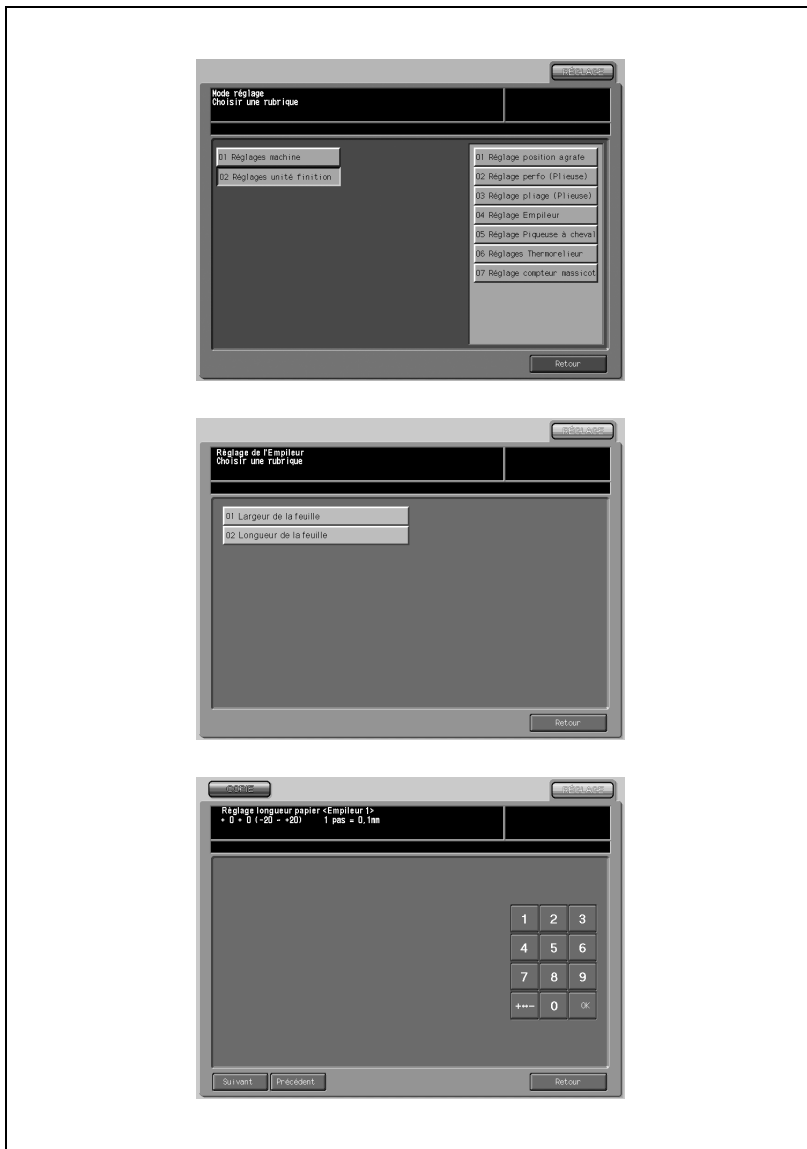 RÉGLAGE
Mode réglage
Choisir une rubrique
01 Réglages machine
02 Réglages unité finition
01 Réglage position agrafe
02 Réglage perfo (Plieuse)
03 Réglage pliage (Plieuse)
04 Réglage Empileur
05 Réglage Piqueuse à cheval
06 Réglages Thermorelieur
07 Réglage compteur massicot
Retour
RÉGLAGE
Réglage de l'Empileur
Choisir une rubrique
01 Largeur de la feuille
02 Longueur de la feuille
Retour
COPIE
RÉGLAGE
Réglage longueur papier <Empileur 1>
+ 0 + 0 (-20 - +20) 1 pas = 0,1mm
1 2 3
4 5 6
7 8 9
+↔- 0 OK
Suivant Précédent Retour